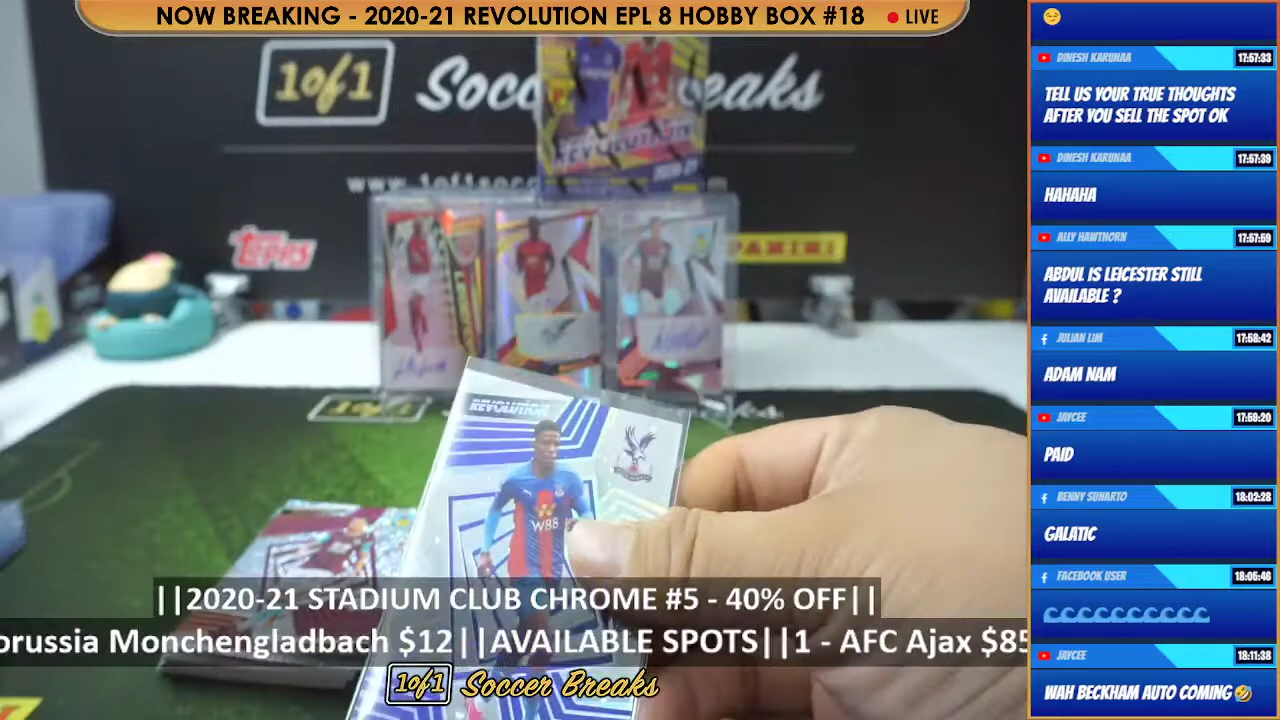 NOW BREAKING - 2020-21 REVOLUTION EPL 8 HOBBY BOX #18
LIVE
1of1
www.1of1socc
TOPPS
PANINI
REVOLUTION
2020-21
REVOLUTION
W88
||2020-21 STADIUM CLUB CHROME #5 - 40% OFF||
orussia Monchengladbach $12||AVAILABLE SPOTS||1 - AFC Ajax $85
1of1 Soccer Breaks
DINESH KARUNAA 17:57:33
TELL US YOUR TRUE THOUGHTS
AFTER YOU SELL THE SPOT OK
DINESH KARUNAA 17:57:39
HAHAHA
ALLY HAWTHORN 17:57:59
ABDUL IS LEICESTER STILL
AVAILABLE ?
JULIAN LIM 17:58:42
ADAM NAM
JAYCEE 17:59:20
PAID
BENNY SUNARTO 18:02:28
GALATIC
FACEBOOK USER 18:05:46
🌊🌊🌊🌊🌊🌊🌊🌊🌊🌊
JAYCEE 18:11:38
WAH BECKHAM AUTO COMING🤣